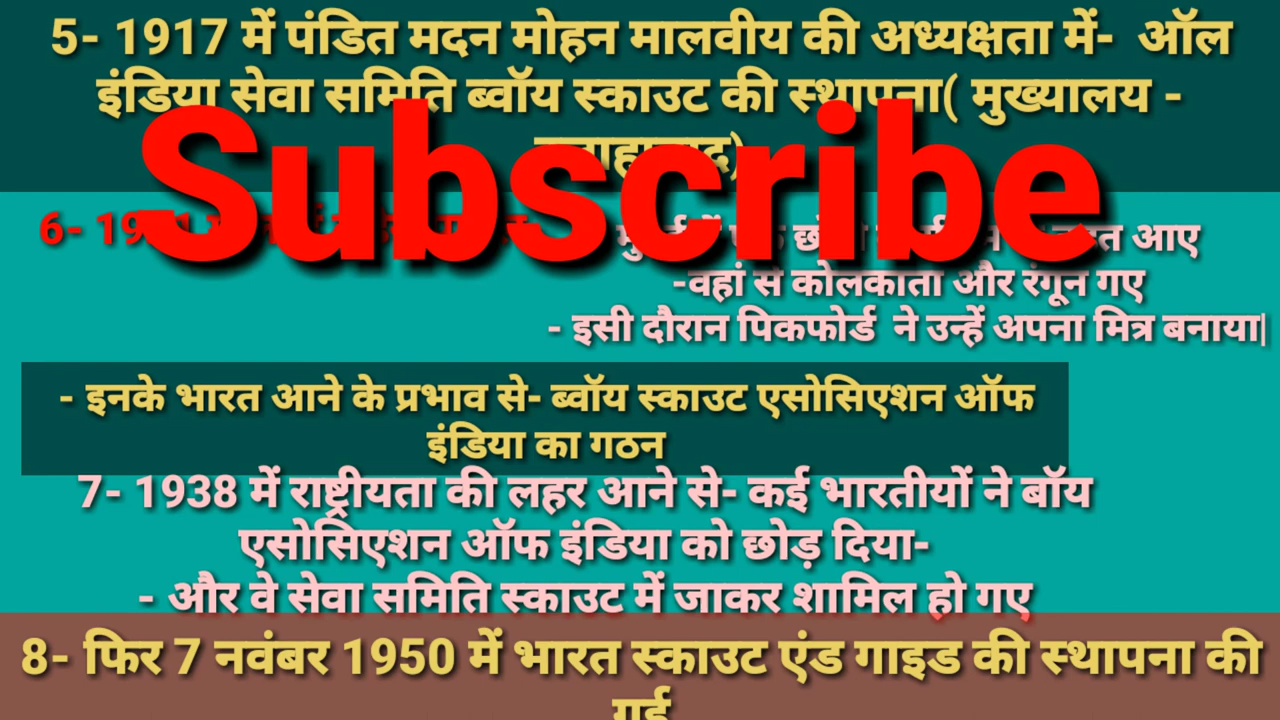 5- 1917 में पंडित मदन मोहन मालवीय की अध्यक्षता में- ऑल
इंडिया सेवा समिति ब्वॉय स्काउट की स्थापना( मुख्यालय -
Subscribe
6-
आए
-वहां से कोलकाता और रंगून गए
- इसी दौरान पिकफोर्ड ने उन्हें अपना मित्र बनाया|
- इनके भारत आने के प्रभाव से- ब्वॉय स्काउट एसोसिएशन ऑफ
इंडिया का गठन
7- 1938 में राष्ट्रीयता की लहर आने से- कई भारतीयों ने बॉय
एसोसिएशन ऑफ इंडिया को छोड़ दिया-
- और वे सेवा समिति स्काउट में जाकर शामिल हो गए
8- फिर 7 नवंबर 1950 में भारत स्काउट एंड गाइड की स्थापना की
गई